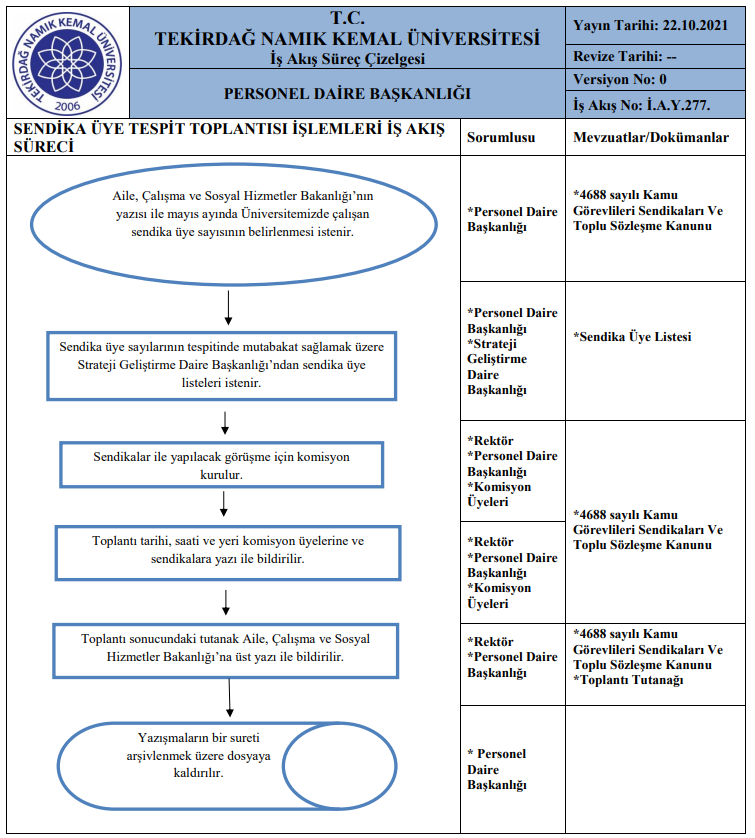 TEKİRDAĞ NAMIK KEMAL ÜNİVERSİTESİ
2006
T.C.
TEKİRDAĞ NAMIK KEMAL ÜNİVERSİTESİ
İş Akış Süreç Çizelgesi
PERSONEL DAİRE BAŞKANLIĞI
Yayın Tarihi: 22.10.2021
Revize Tarihi: --
Versiyon No: 0
İş Akış No: İ.A.Y.277.
SENDİKA ÜYE TESPİT TOPLANTISI İŞLEMLERİ İŞ AKIŞ
SÜRECİ
Sorumlusu
Mevzuatlar/Dokümanlar
Aile, Çalışma ve Sosyal Hizmetler Bakanlığı’nın
yazısı ile mayıs ayında Üniversitemizde çalışan
sendika üye sayısının belirlenmesi istenir.
*Personel Daire
Başkanlığı
*4688 sayılı Kamu
Görevlileri Sendikaları Ve
Toplu Sözleşme Kanunu
Sendika üye sayılarının tespitinde mutabakat sağlamak üzere
Strateji Geliştirme Daire Başkanlığı’ndan sendika üye
listeleri istenir.
*Personel Daire
Başkanlığı
*Strateji
Geliştirme
Daire
Başkanlığı
*Sendika Üye Listesi
Sendikalar ile yapılacak görüşme için komisyon
kurulur.
*Rektör
*Personel Daire
Başkanlığı
*Komisyon
Üyeleri
*4688 sayılı Kamu
Görevlileri Sendikaları Ve
Toplu Sözleşme Kanunu
Toplantı tarihi, saati ve yeri komisyon üyelerine ve
sendikalara yazı ile bildirilir.
*Rektör
*Personel Daire
Başkanlığı
*Komisyon
Üyeleri
Toplantı sonucundaki tutanak Aile, Çalışma ve Sosyal
Hizmetler Bakanlığı’na üst yazı ile bildirilir.
*Rektör
*Personel Daire
Başkanlığı
*4688 sayılı Kamu
Görevlileri Sendikaları Ve
Toplu Sözleşme Kanunu
*Toplantı Tutanağı
Yazışmaların bir sureti
arşivlenmek üzere dosyaya
kaldırılır.
* Personel
Daire
Başkanlığı